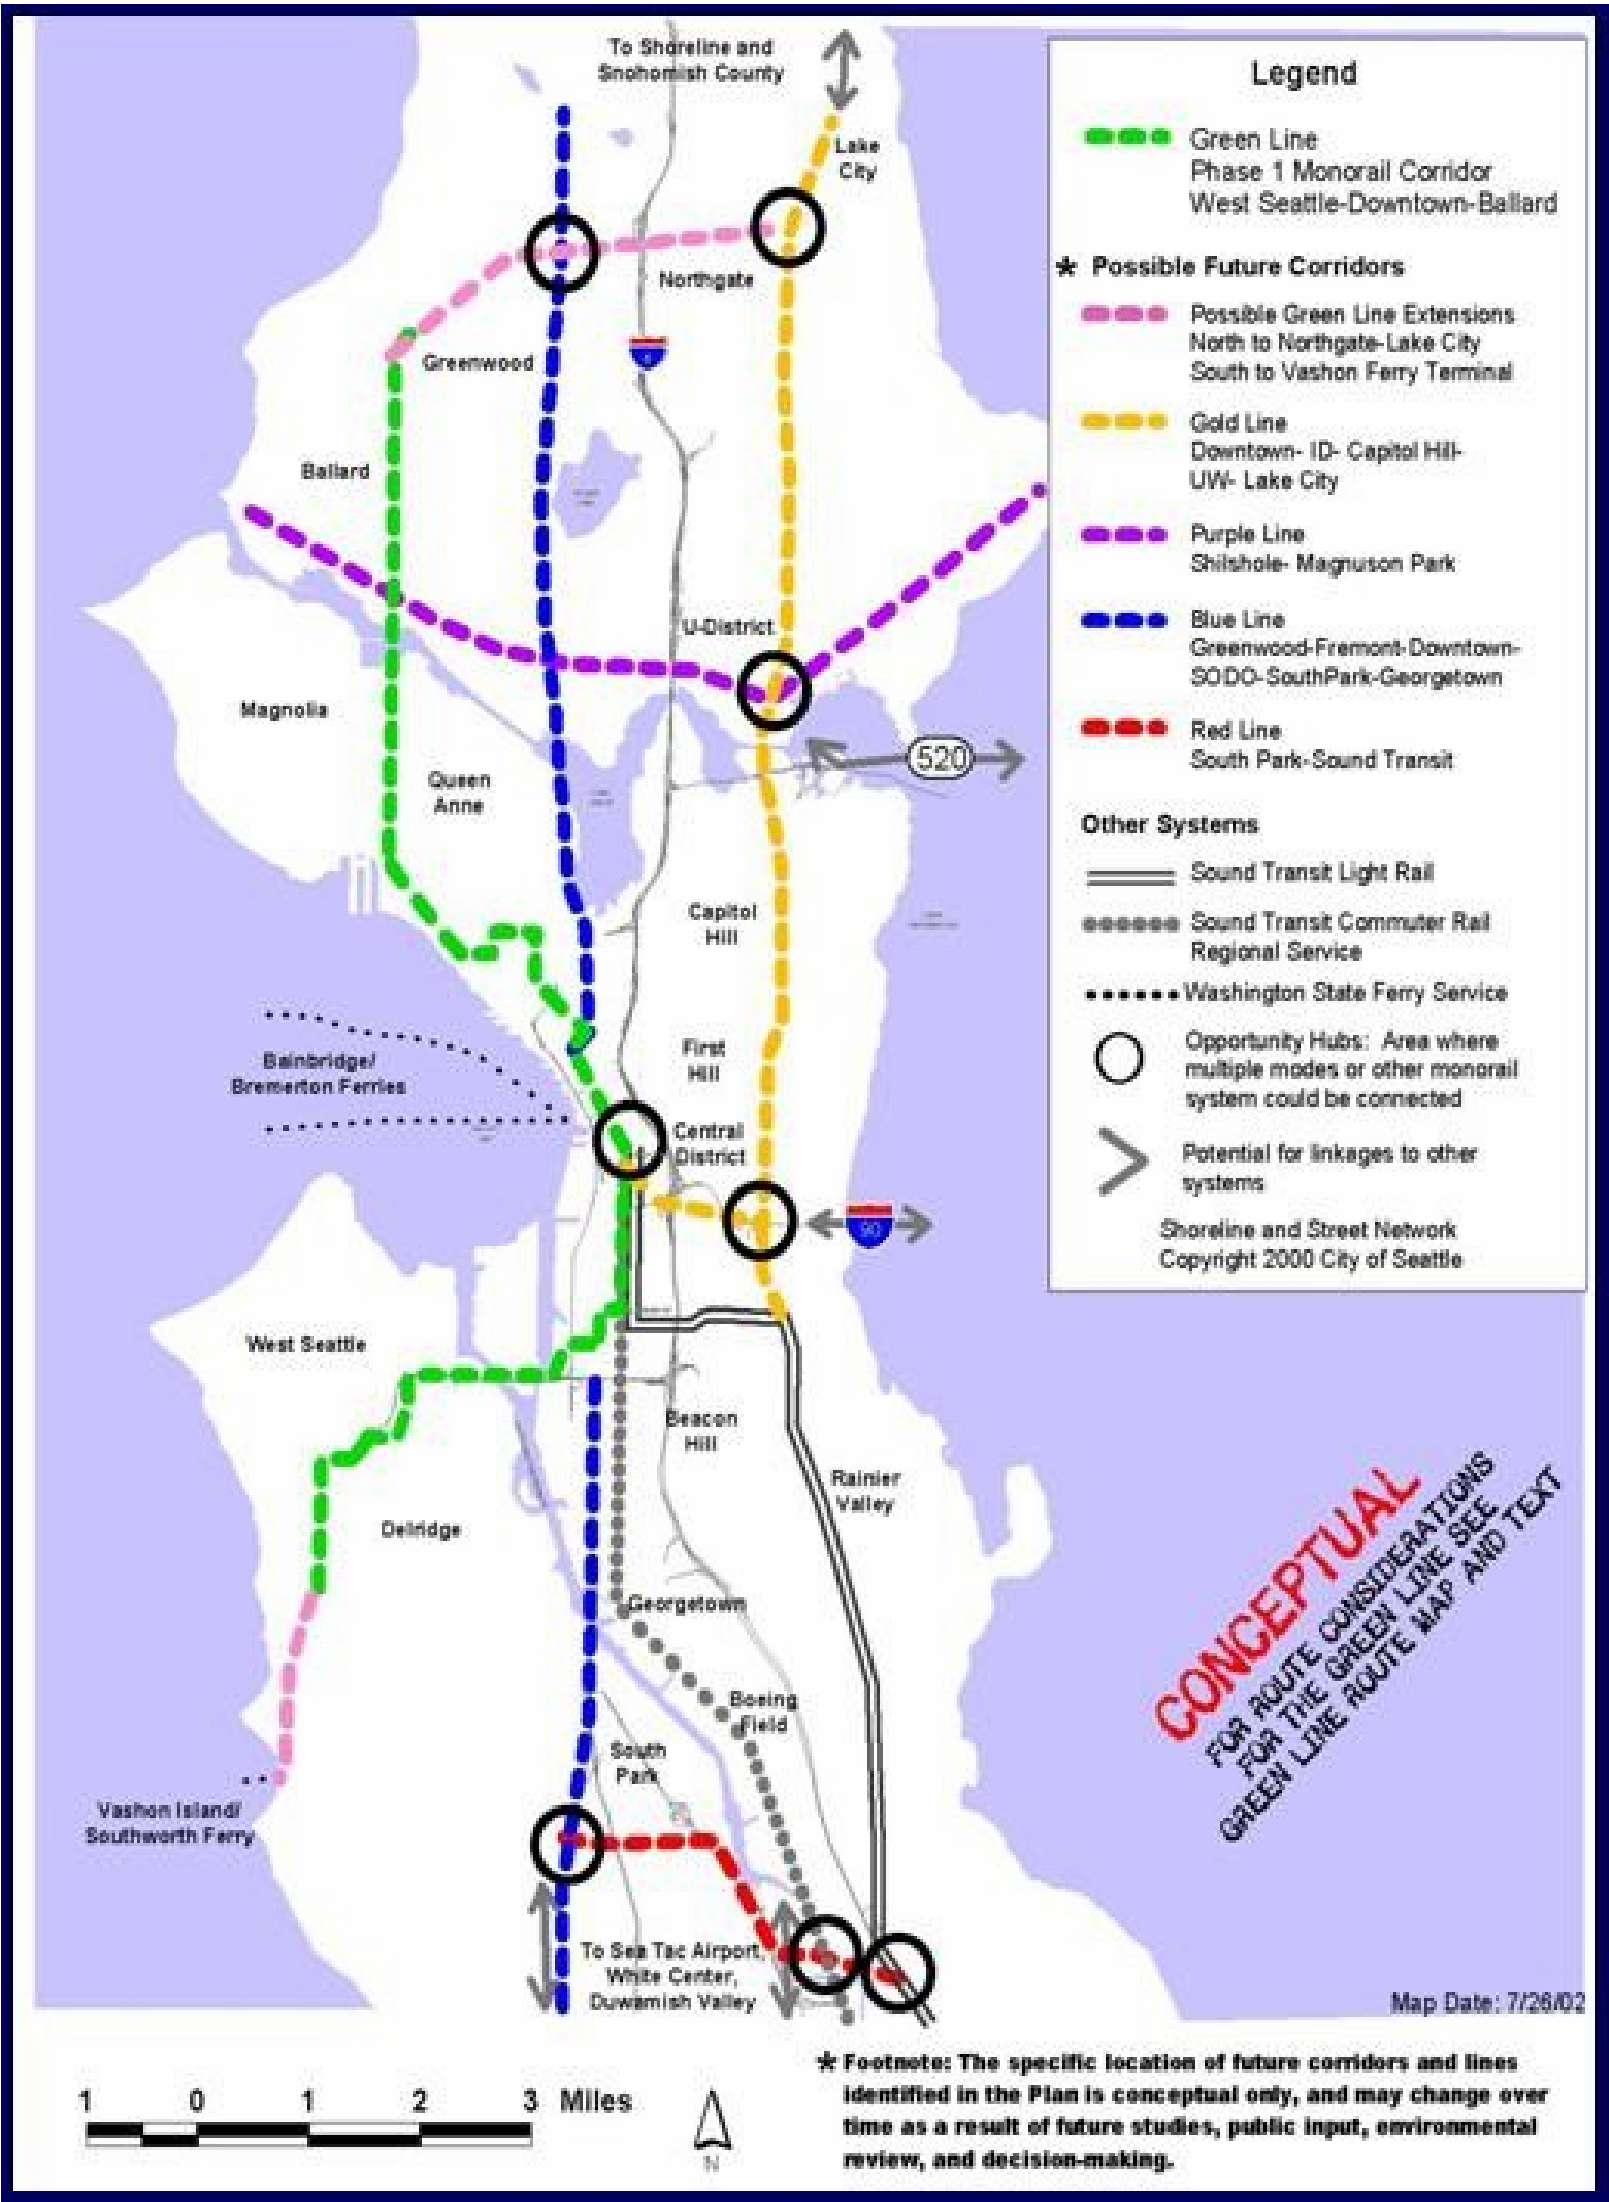 To Shoreline and
Snohomish County
Lake
City
Northgate
Greenwood
5
Ballard
U-District
Magnolia
Queen
Anne
520
Capitol
Hill
First
Hill
Bainbridge/
Bremerton Ferries
Central
District
90
West Seattle
Beacon
Hill
Rainier
Valley
Delridge
Georgetown
Boeing
Field
South
Park
Vashon Island/
Southworth Ferry
To Sea Tac Airport,
White Center,
Duwamish Valley
Legend
Green Line
Phase 1 Monorail Corridor
West Seattle-Downtown-Ballard
* Possible Future Corridors
Possible Green Line Extensions
North to Northgate-Lake City
South to Vashon Ferry Terminal
Gold Line
Downtown- ID- Capitol Hill-
UW- Lake City
Purple Line
Shilshole- Magnuson Park
Blue Line
Greenwood-Fremont-Downtown-
SODO-SouthPark-Georgetown
Red Line
South Park-Sound Transit
Other Systems
Sound Transit Light Rail
Sound Transit Commuter Rail
Regional Service
Washington State Ferry Service
Opportunity Hubs: Area where
multiple modes or other monorail
system could be connected
Potential for linkages to other
systems
Shoreline and Street Network
Copyright 2000 City of Seattle
CONCEPTUAL
FOR ROUTE CONSIDERATIONS
FOR THE GREEN LINE SEE
GREEN LINE ROUTE MAP AND TEXT
Map Date: 7/26/02
1 0 1 2 3 Miles
N
* Footnote: The specific location of future corridors and lines
identified in the Plan is conceptual only, and may change over
time as a result of future studies, public input, environmental
review, and decision-making.